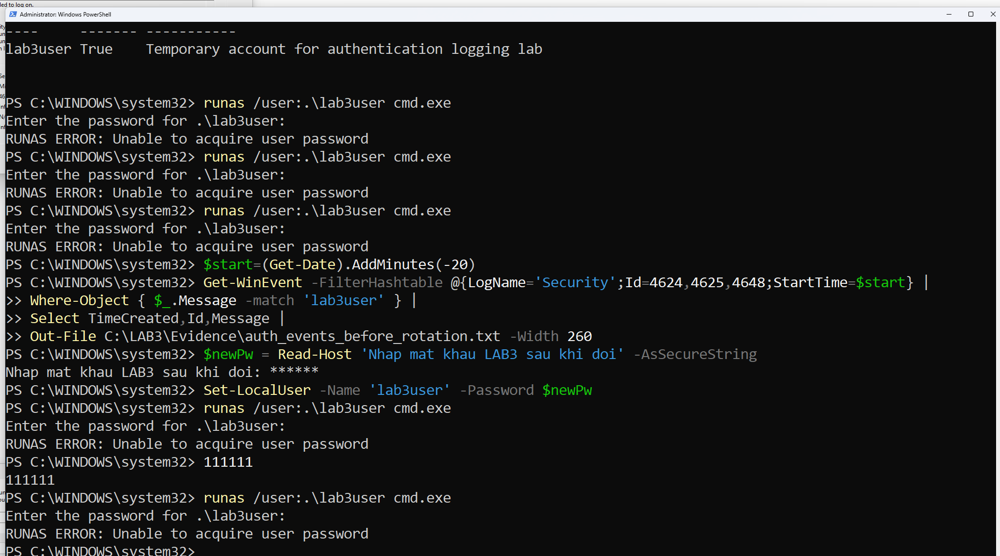 led to log on.
Administrator: Windows PowerShell
---- ------- -----------
lab3user True Temporary account for authentication logging lab
PS C:\WINDOWS\system32> runas /user:.\lab3user cmd.exe
Enter the password for .\lab3user:
RUNAS ERROR: Unable to acquire user password
PS C:\WINDOWS\system32> runas /user:.\lab3user cmd.exe
Enter the password for .\lab3user:
RUNAS ERROR: Unable to acquire user password
PS C:\WINDOWS\system32> runas /user:.\lab3user cmd.exe
Enter the password for .\lab3user:
RUNAS ERROR: Unable to acquire user password
PS C:\WINDOWS\system32> $start=(Get-Date).AddMinutes(-20)
PS C:\WINDOWS\system32> Get-WinEvent -FilterHashtable @{LogName='Security';Id=4624,4625,4648;StartTime=$start} |
>> Where-Object { $_.Message -match 'lab3user' } |
>> Select TimeCreated,Id,Message |
>> Out-File C:\LAB3\Evidence\auth_events_before_rotation.txt -Width 260
PS C:\WINDOWS\system32> $newPw = Read-Host 'Nhap mat khau LAB3 sau khi doi' -AsSecureString
Nhap mat khau LAB3 sau khi doi: ******
PS C:\WINDOWS\system32> Set-LocalUser -Name 'lab3user' -Password $newPw
PS C:\WINDOWS\system32> runas /user:.\lab3user cmd.exe
Enter the password for .\lab3user:
RUNAS ERROR: Unable to acquire user password
PS C:\WINDOWS\system32> 111111
111111
PS C:\WINDOWS\system32> runas /user:.\lab3user cmd.exe
Enter the password for .\lab3user:
RUNAS ERROR: Unable to acquire user password
PS C:\WINDOWS\system32>